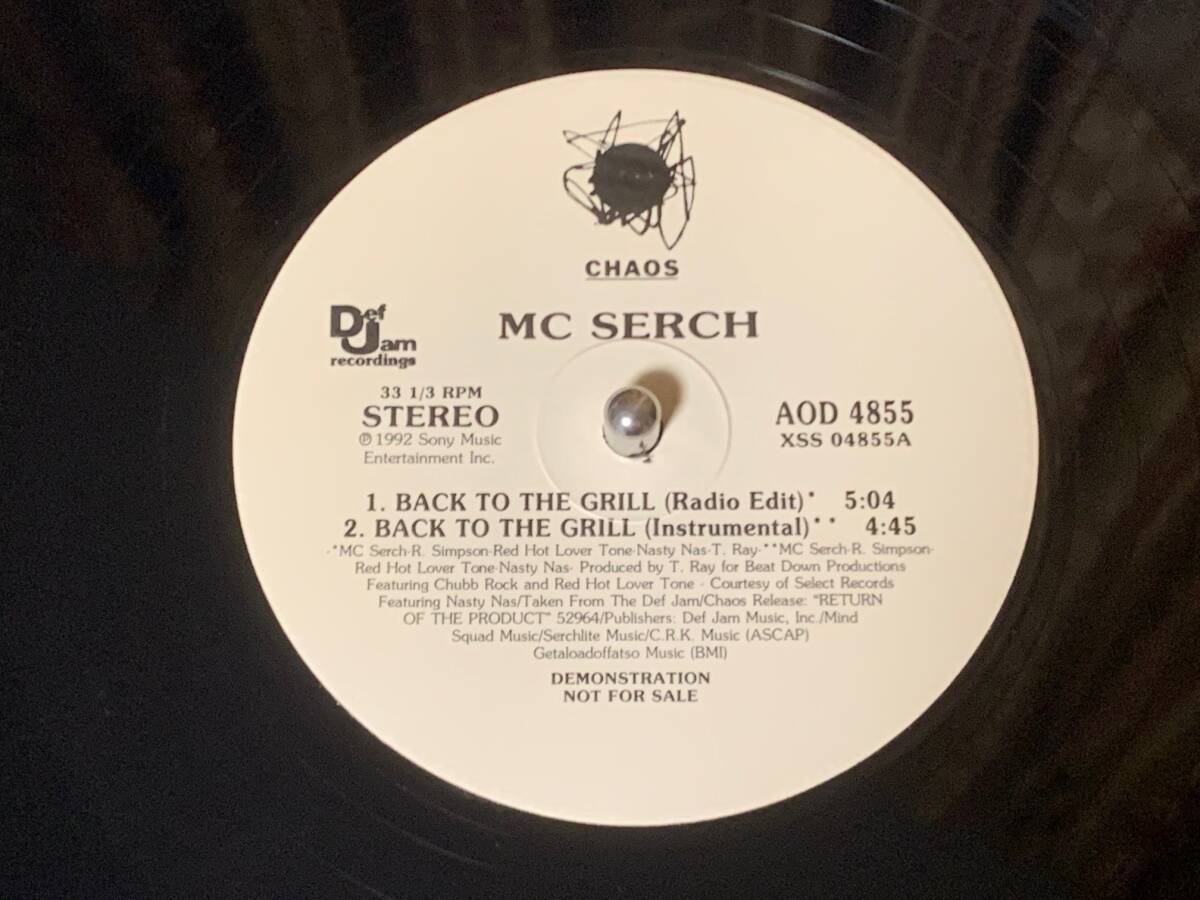 CHAOS
Def Jam
recordings
MC SERCH
33 1/3 RPM
STEREO
℗ 1992 Sony Music
Entertainment Inc.
AOD 4855
XSS 04855A
1. BACK TO THE GRILL (Radio Edit)* 5:04
2. BACK TO THE GRILL (Instrumental)** 4:45
-*MC Serch-R. Simpson-Red Hot Lover Tone-Nasty Nas-T. Ray-**MC Serch-R. Simpson-
Red Hot Lover Tone-Nasty Nas- Produced by T. Ray for Beat Down Productions
Featuring Chubb Rock and Red Hot Lover Tone - Courtesy of Select Records
Featuring Nasty Nas/Taken From The Def Jam/Chaos Release: "RETURN
OF THE PRODUCT" 52964/Publishers: Def Jam Music, Inc./Mind
Squad Music/Serchlite Music/C.R.K. Music (ASCAP)
Getaloadoffatso Music (BMI)
DEMONSTRATION
NOT FOR SALE